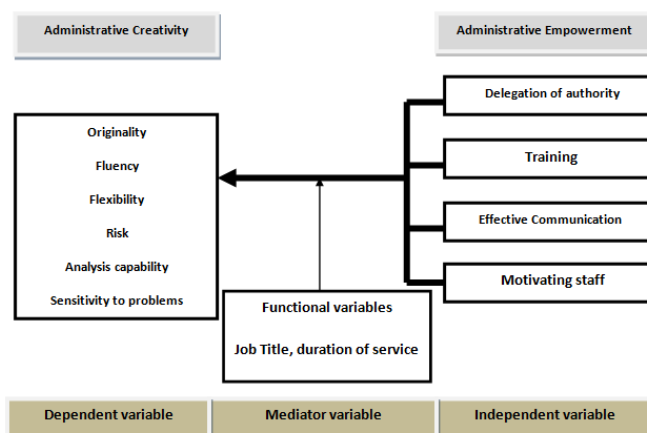 Administrative Creativity
Administrative Empowerment
Originality
Fluency
Flexibility
Risk
Analysis capability
Sensitivity to problems
Delegation of authority
Training
Effective Communication
Motivating staff
Functional variables
Job Title, duration of service
Dependent variable
Mediator variable
Independent variable